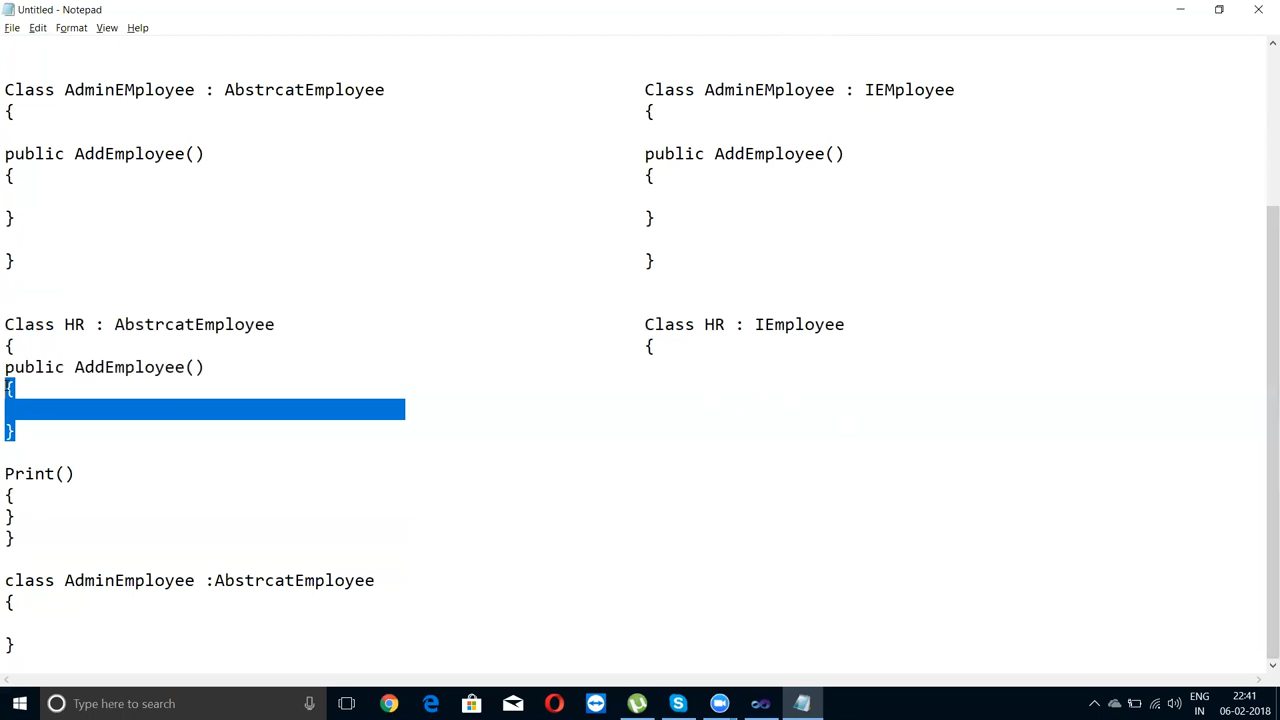 Untitled - Notepad
File Edit Format View Help
Class AdminEMployee : AbstrcatEmployee Class AdminEMployee : IEMployee
{ {
public AddEmployee() public AddEmployee()
{ {
} }
} }
Class HR : AbstrcatEmployee Class HR : IEmployee
{ {
public AddEmployee()
{
}
Print()
{
}
}
class AdminEmployee :AbstrcatEmployee
{
}
Type here to search ENG 22:41
IN 06-02-2018